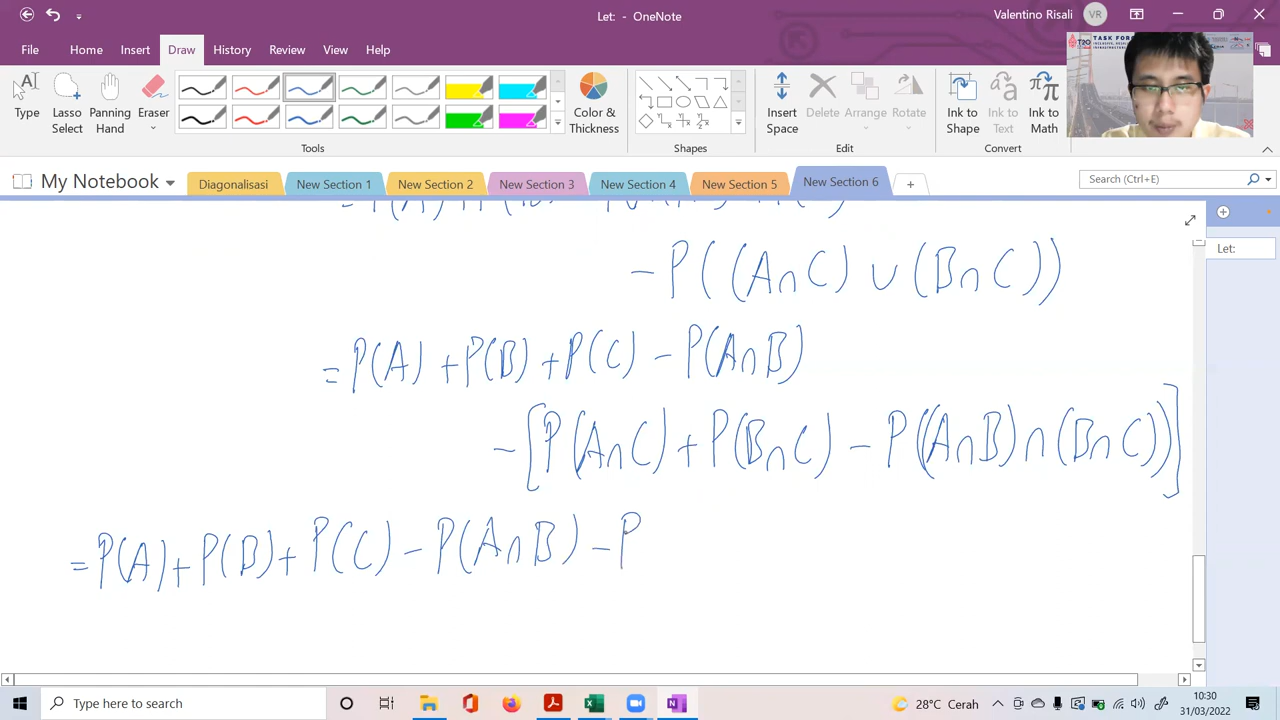 Let: - OneNote
Valentino Risali VR
File Home Insert Draw History Review View Help
TASK FORCE
Type
Lasso Select
Panning Hand
Eraser
Insert Space
Delete
Arrange
Rotate
Ink to Shape
Ink to Text
Ink to Math
Tools
Shapes
Color & Thickness
Edit
Convert
My Notebook
Diagonalisasi
New Section 1
New Section 2
New Section 3
New Section 4
New Section 5
New Section 6
Search (Ctrl+E)
Let:
- P((A∩C) ∪ (B∩C))
= P(A) + P(B) + P(C) - P(A∩B)
- [P(A∩C) + P(B∩C) - P((A∩B)∩(B∩C))]
= P(A) + P(B) + P(C) - P(A∩B) - P
Type here to search
28°C Cerah
10:30
31/03/2022